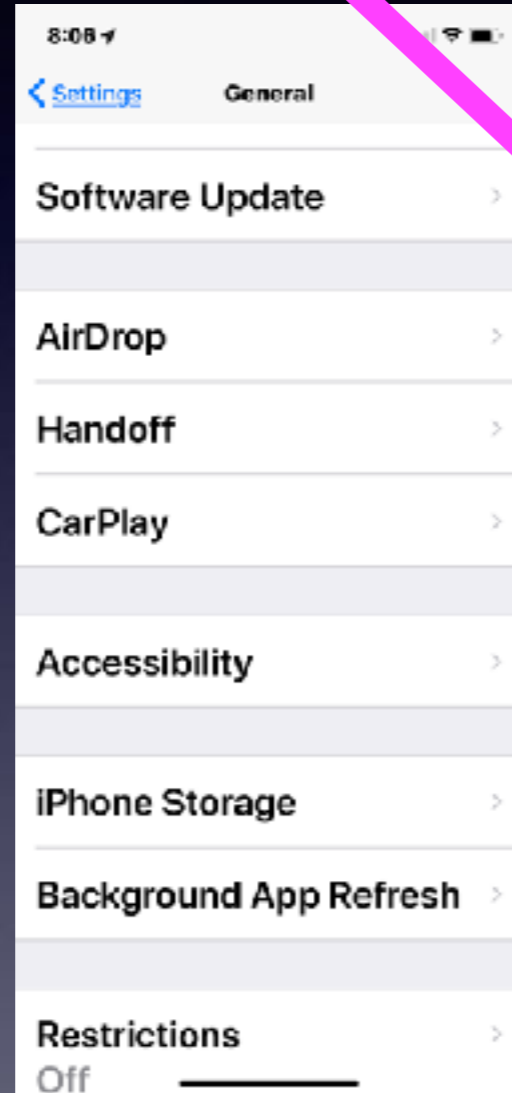 8:08
Settings General
Software Update
AirDrop
Handoff
CarPlay
Accessibility
iPhone Storage
Background App Refresh
Restrictions
Off